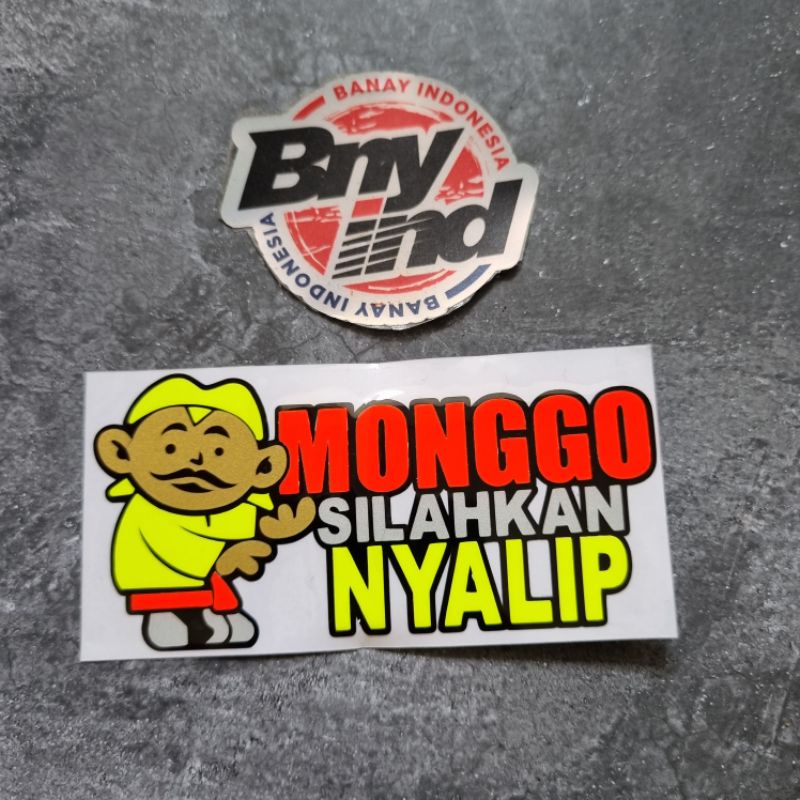 BANAY INDONESIA
Bny
ind
BANAY INDONESIA
MONGGO
SILAHKAN
NYALIP